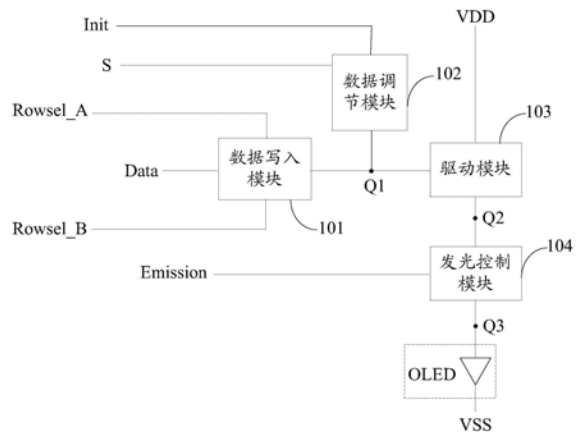 Init
VDD
S
数据调
节模块
102
Rowsel_A
103
数据写入
模块
驱动模块
Data
Q1
Q2
Rowsel_B
101
发光控制
模块
104
Emission
Q3
OLED
VSS